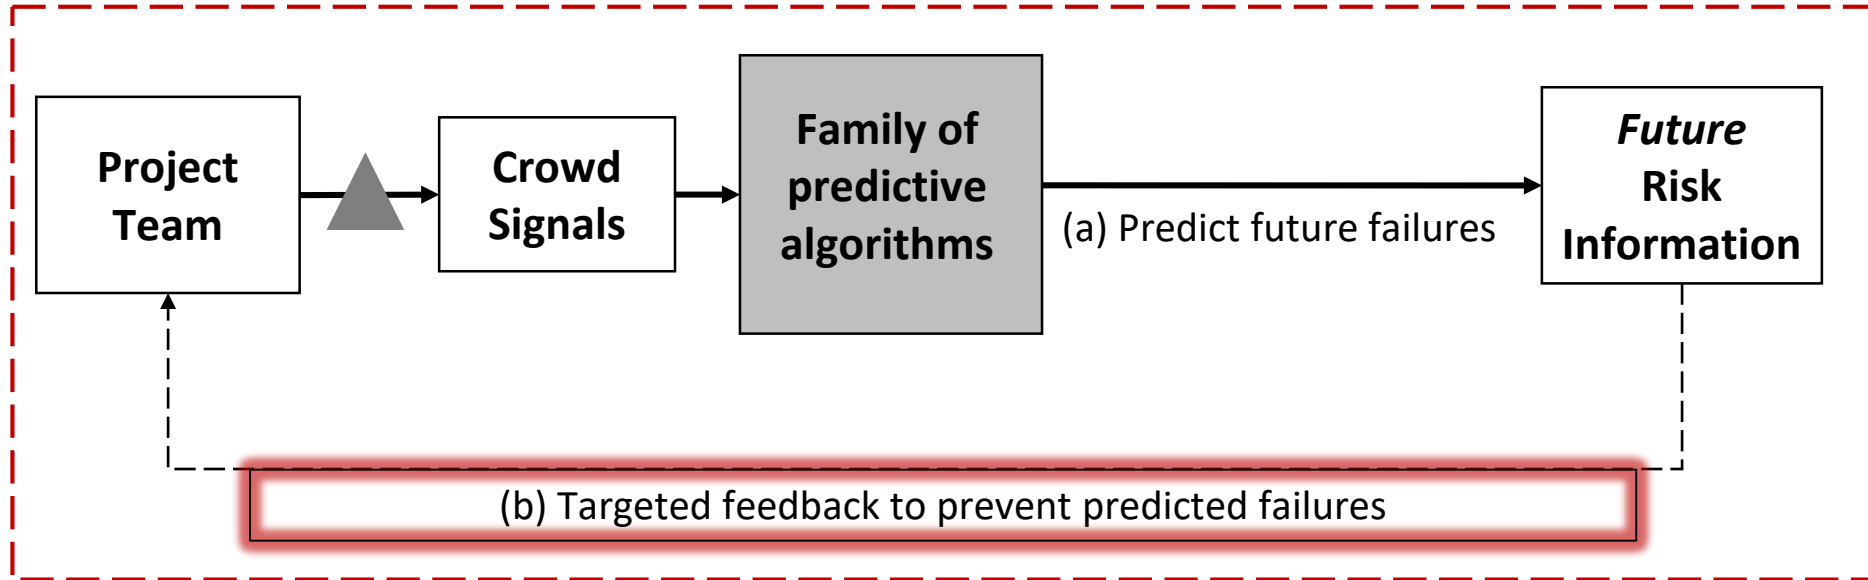 Project
Team
Crowd
Signals
Family of
predictive
algorithms
(a) Predict future failures
Future
Risk
Information
(b) Targeted feedback to prevent predicted failures